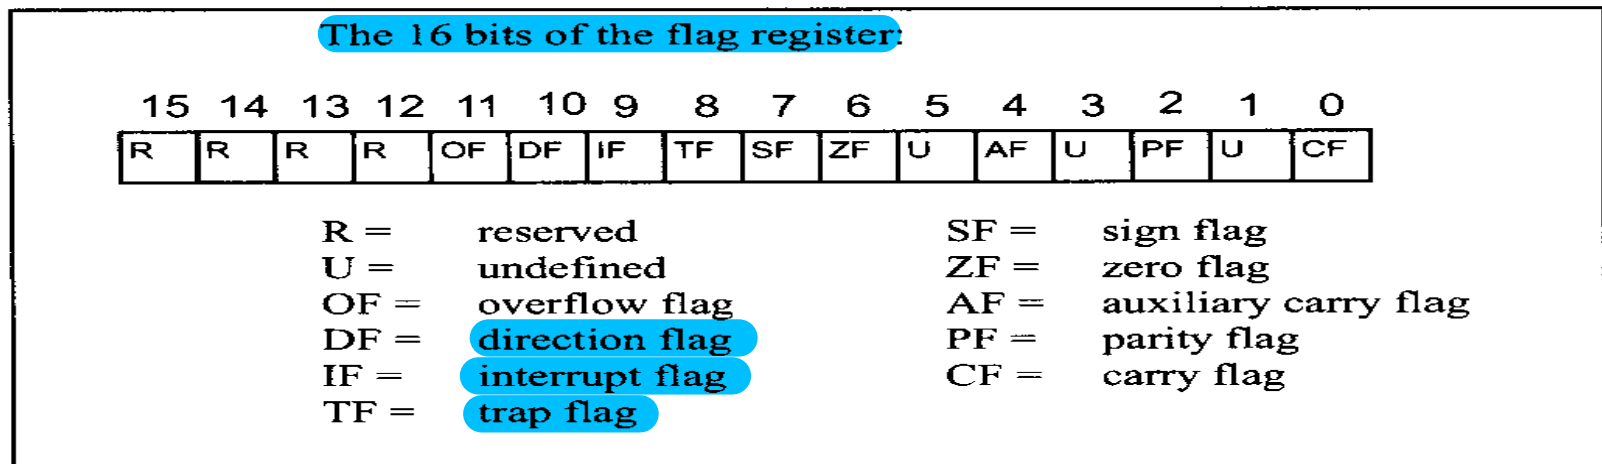 The 16 bits of the flag register:
15 14 13 12 11 10 9 8 7 6 5 4 3 2 1 0
R R R R OF DF IF TF SF ZF U AF U PF U CF
R = reserved SF = sign flag
U = undefined ZF = zero flag
OF = overflow flag AF = auxiliary carry flag
DF = direction flag PF = parity flag
IF = interrupt flag CF = carry flag
TF = trap flag